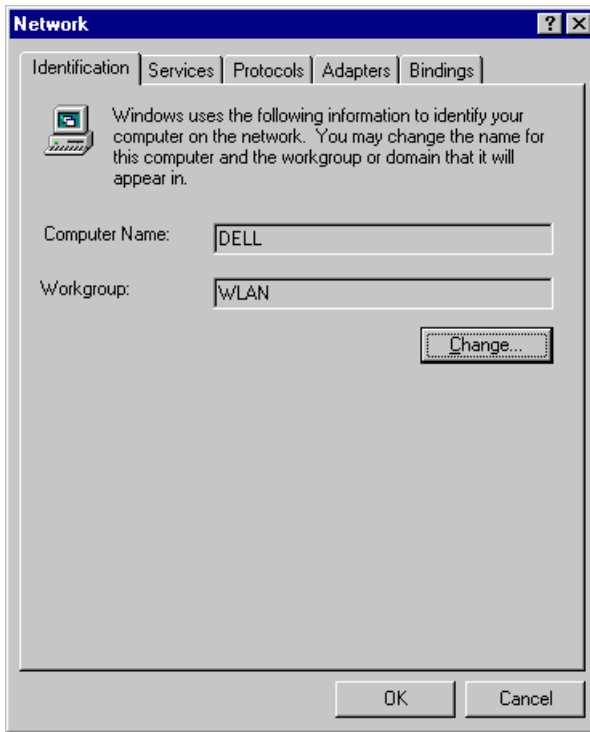 Network
Identification Services Protocols Adapters Bindings
Windows uses the following information to identify your
computer on the network. You may change the name for
this computer and the workgroup or domain that it will
appear in.
Computer Name: DELL
Workgroup: WLAN
Change...
OK Cancel